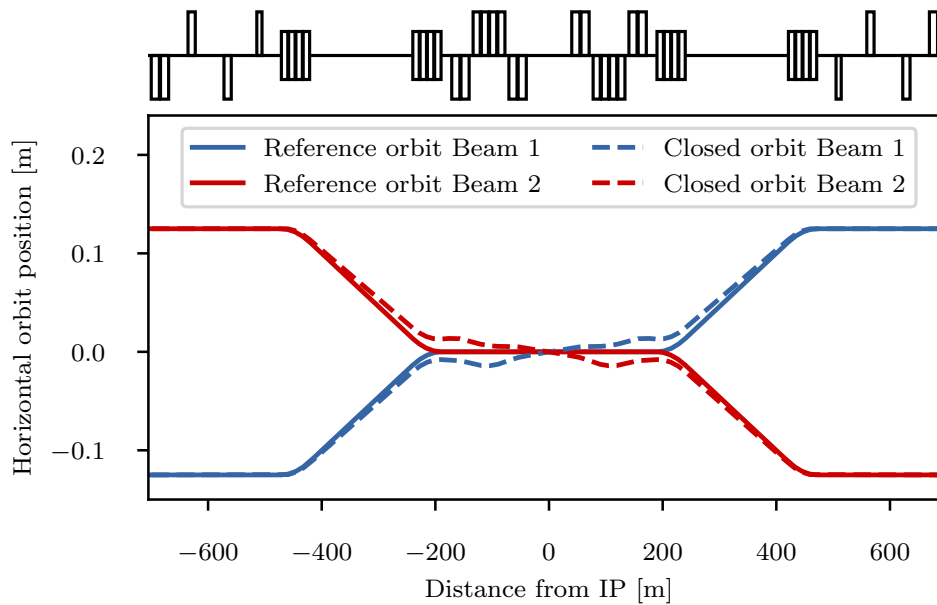 Reference orbit Beam 1
Reference orbit Beam 2
Closed orbit Beam 1
Closed orbit Beam 2
Horizontal orbit position [m]
0.2
0.1
0.0
−0.1
−600
−400
−200
0
200
400
600
Distance from IP [m]